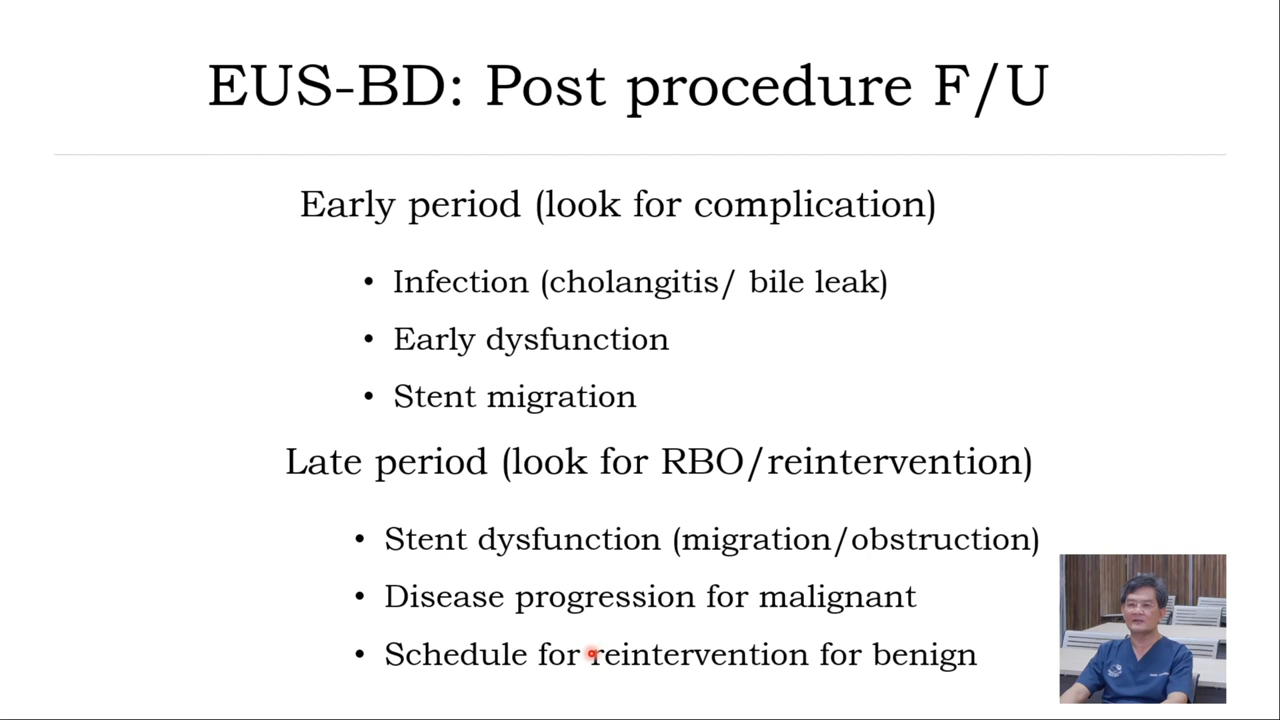 EUS-BD: Post procedure F/U
Early period (look for complication)
• Infection (cholangitis/ bile leak)
• Early dysfunction
• Stent migration
Late period (look for RBO/reintervention)
• Stent dysfunction (migration/obstruction)
• Disease progression for malignant
• Schedule for reintervention for benign